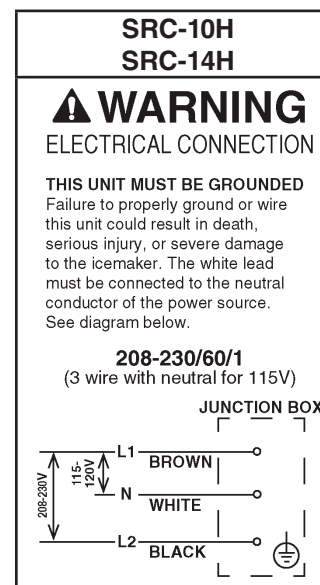 SRC-10H
SRC-14H
WARNING
ELECTRICAL CONNECTION
THIS UNIT MUST BE GROUNDED
Failure to properly ground or wire
this unit could result in death,
serious injury, or severe damage
to the icemaker. The white lead
must be connected to the neutral
conductor of the power source.
See diagram below.
208-230/60/1
(3 wire with neutral for 115V)
JUNCTION BOX
L1
BROWN
208-230V
115-
120V
N
WHITE
L2
BLACK